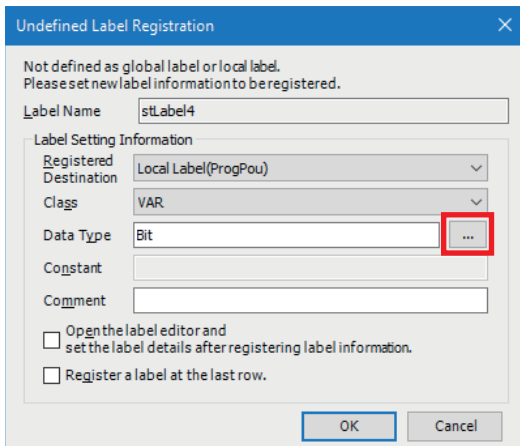 Undefined Label Registration
Not defined as global label or local label.
Please set new label information to be registered.
Label Name stLabel4
Label Setting Information
Registered
Destination Local Label(ProgPou)
Class VAR
Data Type Bit ...
Constant
Comment
Open the label editor and
set the label details after registering label information.
Register a label at the last row.
OK Cancel